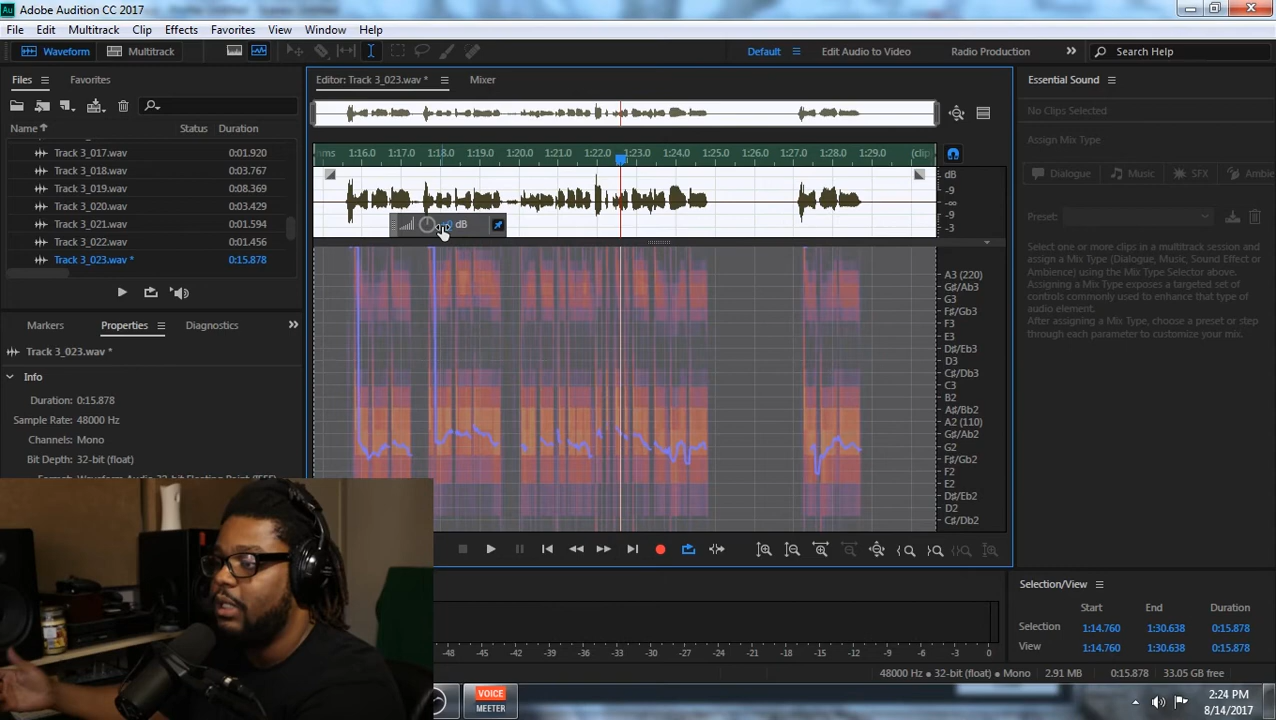 Au Adobe Audition CC 2017
File Edit Multitrack Clip Effects Favorites View Window Help
Waveform Multitrack Default Edit Audio to Video Radio Production Search Help
Files Favorites
Name Status Duration
Track 3_017.wav 0:01.920
Track 3_018.wav 0:03.767
Track 3_019.wav 0:08.369
Track 3_020.wav 0:03.429
Track 3_021.wav 0:01.594
Track 3_022.wav 0:01.456
Track 3_023.wav * 0:15.878
Markers Properties Diagnostics
Track 3_023.wav *
Info
Duration: 0:15.878
Sample Rate: 48000 Hz
Channels: Mono
Bit Depth: 32-bit (float)
Editor: Track 3_023.wav * Mixer
hms 1:16.0 1:17.0 1:18.0 1:19.0 1:20.0 1:21.0 1:22.0 1:23.0 1:24.0 1:25.0 1:26.0 1:27.0 1:28.0 1:29.0 (clip)
dB
-9
-∞
-9
-3
dB
A3 (220)
G♯/Ab3
G3
F♯/Gb3
F3
E3
D♯/Eb3
D3
C♯/Db3
C3
B2
A♯/Bb2
A2 (110)
G♯/Ab2
G2
F♯/Gb2
F2
E2
D♯/Eb2
D2
C♯/Db2
-48 -45 -42 -39 -36 -33 -30 -27 -24 -21 -18 -15 -12 -9 -6 -3 0
Essential Sound
No Clips Selected
Assign Mix Type
Dialogue Music SFX Ambie
Preset:
Select one or more clips in a multitrack session and assign a Mix Type (Dialogue, Music, Sound Effect or Ambience) using the Mix Type Selector above.
Assigning a Mix Type exposes a targeted set of controls commonly used to enhance that type of audio element.
After assigning a Mix Type, choose a preset or step through each parameter to customize your mix.
Selection/View
Start End Duration
Selection 1:14.760 1:30.638 0:15.878
View 1:14.760 1:30.638 0:15.878
48000 Hz ● 32-bit (float) ● Mono 2.91 MB 0:15.878 33.05 GB free
VOICE
MEETER
2:24 PM
8/14/2017